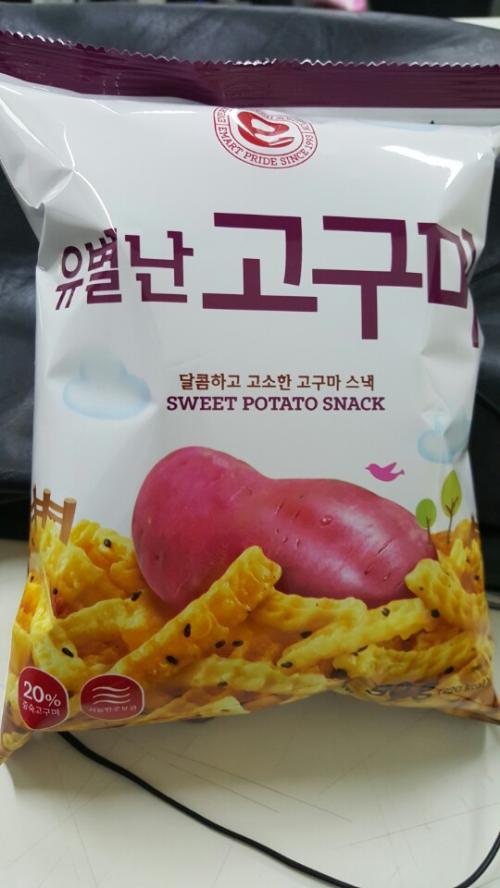 EMART PRIDE SINCE 1993
유별난 고구마
달콤하고 고소한 고구마 스낵
SWEET POTATO SNACK
20%